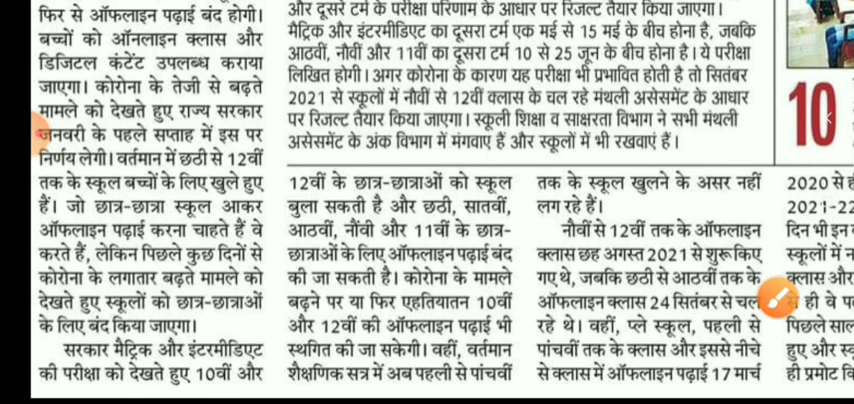 फिर से ऑफलाइन पढ़ाई बंद होगी।
बच्चों को ऑनलाइन क्लास और
डिजिटल कंटेंट उपलब्ध कराया
जाएगा। कोरोना के तेजी से बढ़ते
मामले को देखते हुए राज्य सरकार
जनवरी के पहले सप्ताह में इस पर
निर्णय लेगी। वर्तमान में छठी से 12वीं
तक के स्कूल बच्चों के लिए खुले हुए
हैं। जो छात्र-छात्रा स्कूल आकर
ऑफलाइन पढ़ाई करना चाहते हैं वे
करते हैं, लेकिन पिछले कुछ दिनों से
कोरोना के लगातार बढ़ते मामले को
देखते हुए स्कूलों को छात्र-छात्राओं
के लिए बंद किया जाएगा।
सरकार मैट्रिक और इंटरमीडिएट
की परीक्षा को देखते हुए 10वीं और
और दूसरे टर्म के परीक्षा परिणाम के आधार पर रिजल्ट तैयार किया जाएगा।
मैट्रिक और इंटरमीडिएट का दूसरा टर्म एक मई से 15 मई के बीच होना है, जबकि
आठवीं, नौवीं और 11वीं का दूसरा टर्म 10 से 25 जून के बीच होना है। ये परीक्षा
लिखित होगी। अगर कोरोना के कारण यह परीक्षा भी प्रभावित होती है तो सितंबर
2021 से स्कूलों में नौवीं से 12वीं क्लास के चल रहे मंथली असेसमेंट के आधार
पर रिजल्ट तैयार किया जाएगा। स्कूली शिक्षा व साक्षरता विभाग ने सभी मंथली
असेसमेंट के अंक विभाग में मंगवाएं हैं और स्कूलों में भी रखवाएं हैं।
12वीं के छात्र-छात्राओं को स्कूल
बुला सकती है और छठी, सातवीं,
आठवीं, नौंवी और 11वीं के छात्र-
छात्राओं के लिए ऑफलाइन पढ़ाई बंद
की जा सकती है। कोरोना के मामले
बढ़ने पर या फिर एहतियातन 10वीं
और 12वीं की ऑफलाइन पढ़ाई भी
स्थगित की जा सकेगी। वहीं, वर्तमान
शैक्षणिक सत्र में अब पहली से पांचवीं
तक के स्कूल खुलने के असर नहीं
लग रहे हैं।
नौवीं से 12वीं तक के ऑफलाइन
क्लास छह अगस्त 2021 से शुरू किए
गए थे, जबकि छठी से आठवीं तक के
ऑफलाइन क्लास 24 सितंबर से चल
रहे थे। वहीं, प्ले स्कूल, पहली से
पांचवीं तक के क्लास और इससे नीचे
से क्लास में ऑफलाइन पढ़ाई 17 मार्च
10
2020 से
2021-22
दिन भी इन
स्कूलों में
क्लास और
ही वे
पिछले साल
हुए और
ही प्रमोट